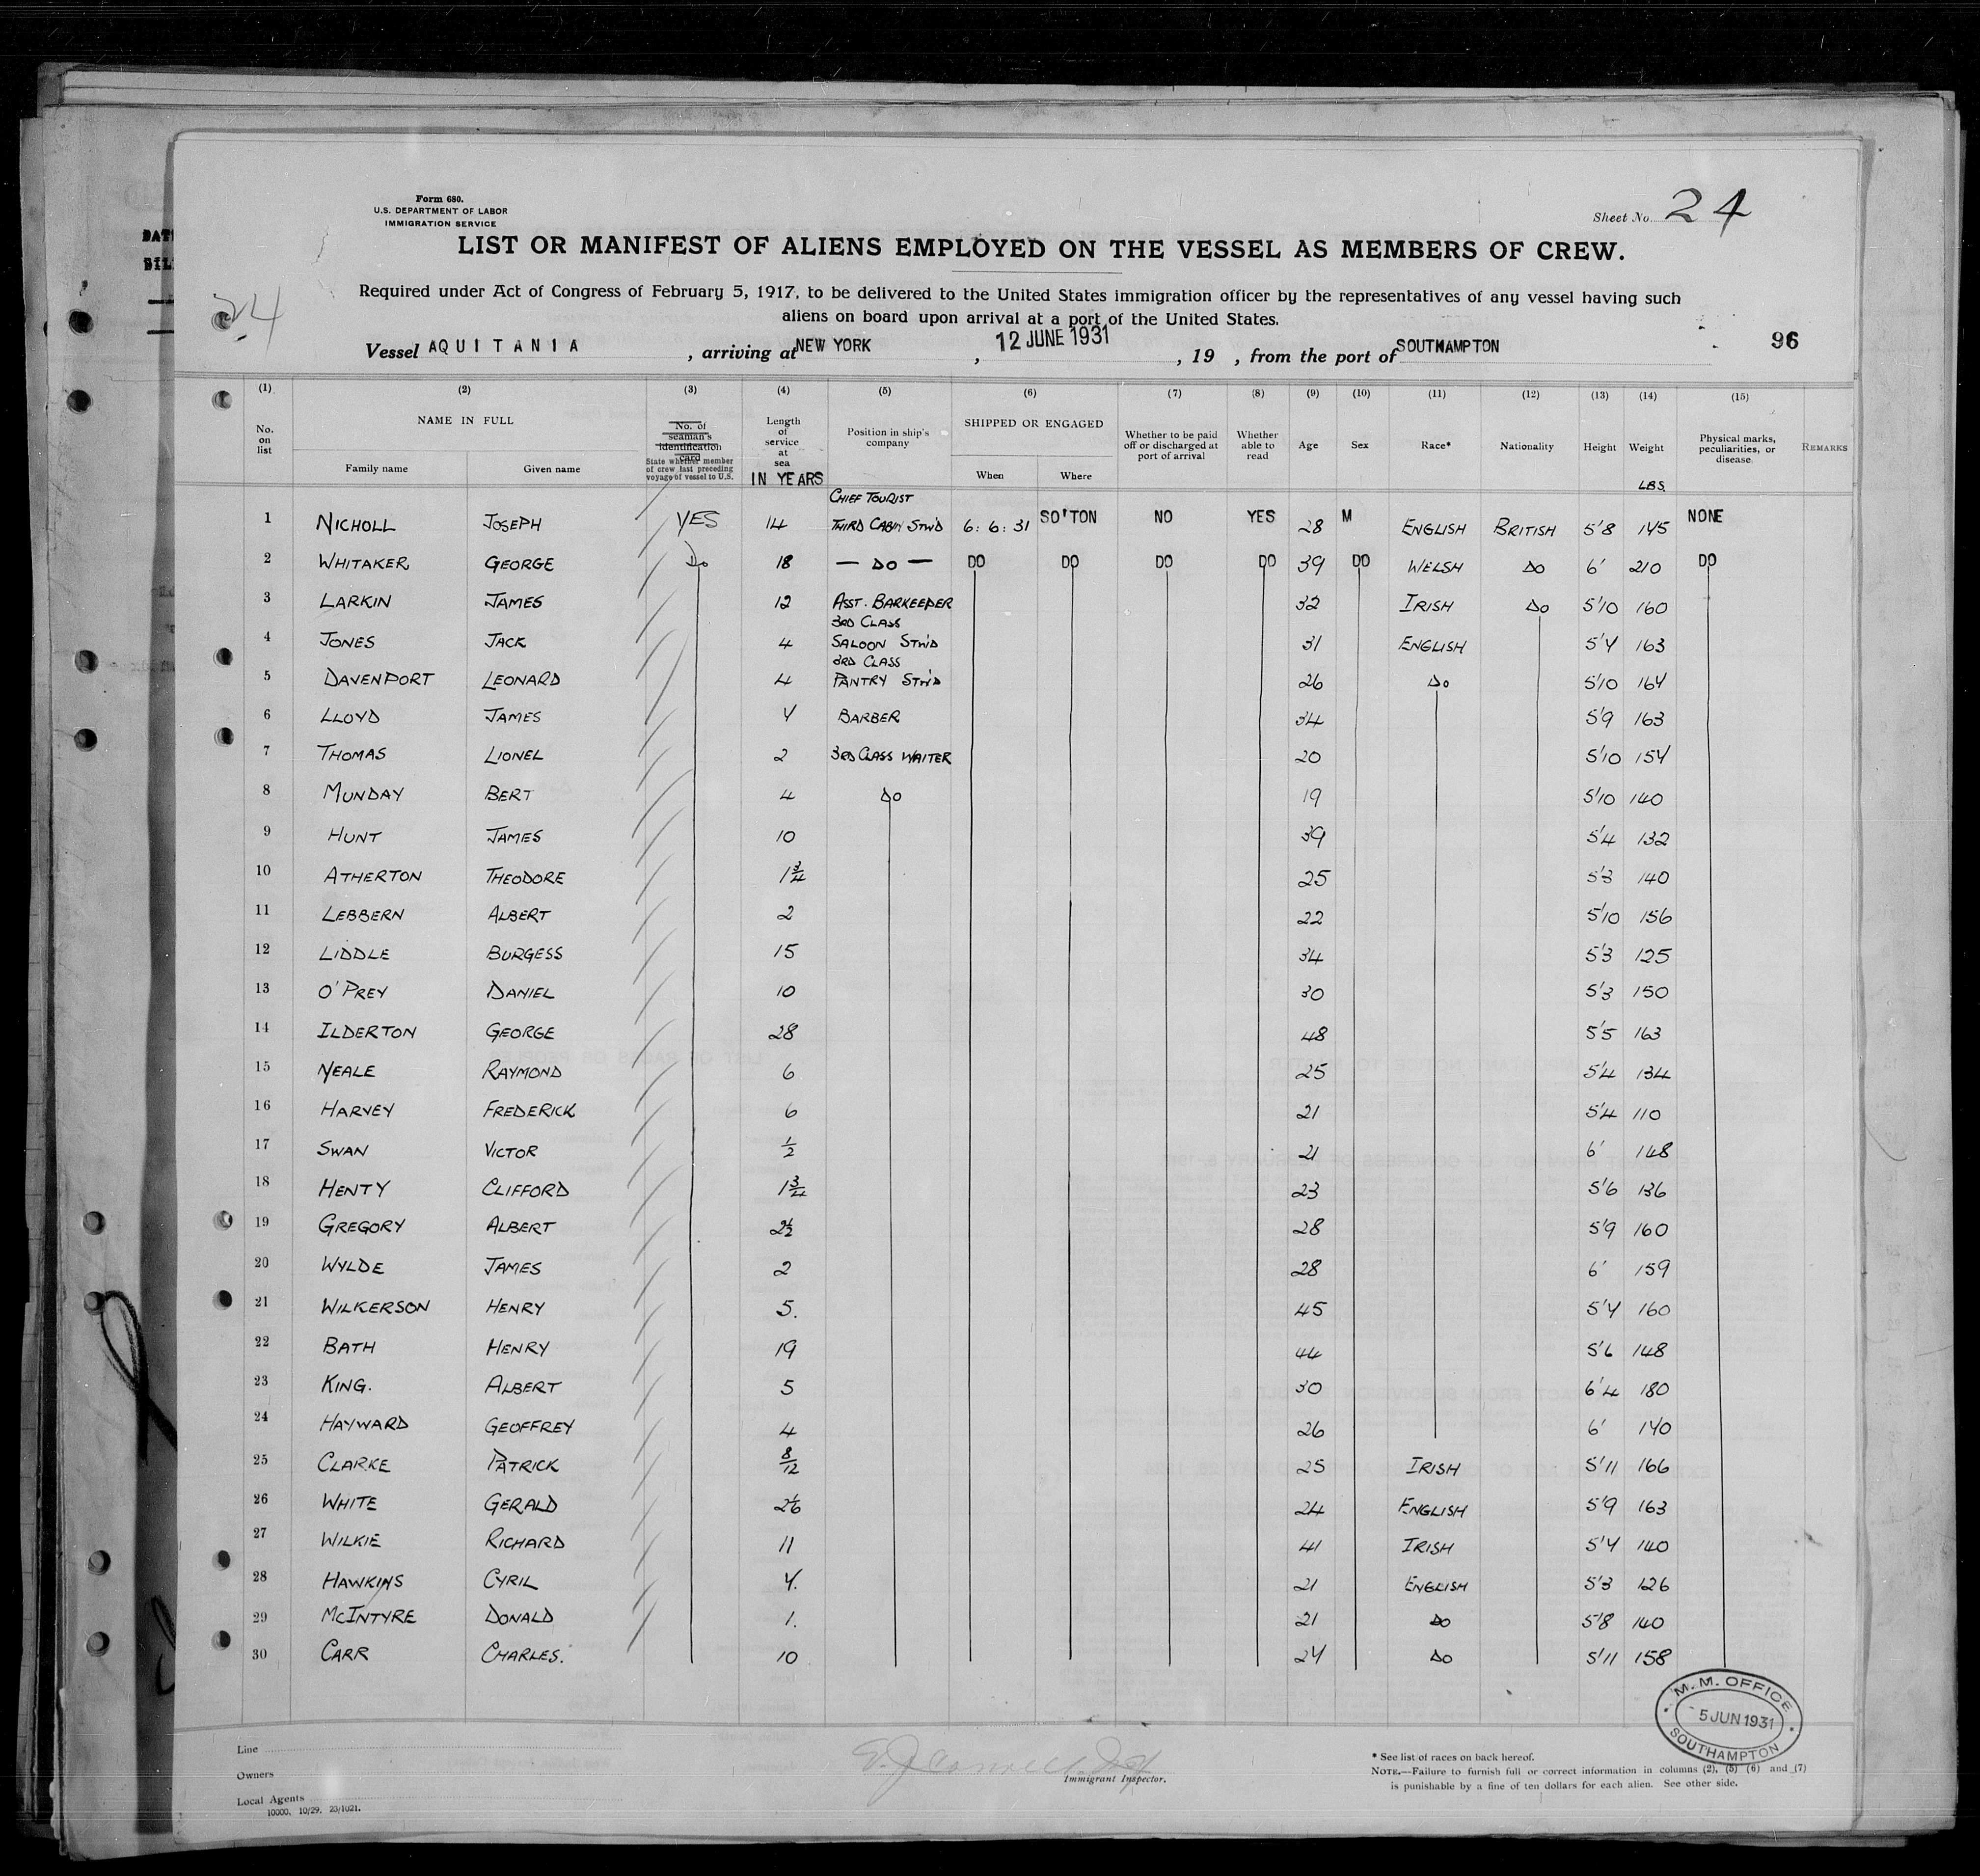 Form 680.
U.S. DEPARTMENT OF LABOR
IMMIGRATION SERVICE
Sheet No. 24
LIST OR MANIFEST OF ALIENS EMPLOYED ON THE VESSEL AS MEMBERS OF CREW.
Required under Act of Congress of February 5, 1917, to be delivered to the United States immigration officer by the representatives of any vessel having such
aliens on board upon arrival at a port of the United States.
24
Vessel AQUITANIA, arriving at NEW YORK, 12 JUNE 1931, 19 , from the port of SOUTHAMPTON 96
(1) (2) (3) (4) (5) (6) (7) (8) (9) (10) (11) (12) (13) (14) (15)
No. on list NAME IN FULL Family name Given name No. of seaman's identification card State whether member of crew last preceding voyage of vessel to U.S. Length of service at sea IN YEARS Position in ship's company SHIPPED OR ENGAGED When Where Whether to be paid off or discharged at port of arrival Whether able to read Age Sex Race* Nationality Height Weight LBS. Physical marks, peculiarities, or disease REMARKS
CHIEF TOURIST
1 NICHOLL JOSEPH YES 14 THIRD CABIN STW'D 6:6:31 SO'TON NO YES 28 M ENGLISH BRITISH 5'8 145 NONE
2 WHITAKER GEORGE Do 18 — DO — DO DO DO DO 39 DO WELSH DO 6' 210 DO
3 LARKIN JAMES 12 ASST. BARKEEPER 32 IRISH DO 5'10 160
3RD CLASS
4 JONES JACK 4 SALOON STW'D 31 ENGLISH 5'7 163
3RD CLASS
5 DAVENPORT LEONARD 4 PANTRY STW'D 26 DO 5'10 164
6 LLOYD JAMES 7 BARBER 34 5'9 163
7 THOMAS LIONEL 2 3RD CLASS WAITER 20 5'10 157
8 MUNDAY BERT 4 DO 19 5'10 140
9 HUNT JAMES 10 39 5'4 132
10 ATHERTON THEODORE 1¾ 25 5'3 140
11 LEBBERN ALBERT 2 22 5'10 156
12 LIDDLE BURGESS 15 34 5'3 125
13 O'PREY DANIEL 10 30 5'3 150
14 ILDERTON GEORGE 28 48 5'5 163
15 NEALE RAYMOND 6 25 5'4 134
16 HARVEY FREDERICK 6 21 5'4 110
17 SWAN VICTOR ½ 21 6' 148
18 HENTY CLIFFORD 1¾ 23 5'6 136
19 GREGORY ALBERT 2½ 28 5'9 160
20 WYLDE JAMES 2 28 6' 159
21 WILKERSON HENRY 5. 45 5'7 160
22 BATH HENRY 19 44 5'6 148
23 KING. ALBERT 5 30 6'4 180
24 HAYWARD GEOFFREY 4 26 6' 170
25 CLARKE PATRICK 8/12 25 IRISH 5'11 166
26 WHITE GERALD 2 1/6 24 ENGLISH 5'9 163
27 WILKIE RICHARD 11 41 IRISH 5'7 140
28 HAWKINS CYRIL 7. 21 ENGLISH 5'3 126
29 MCINTYRE DONALD 1. 21 DO 5'8 140
30 CARR CHARLES. 10 27 DO 5'11 158
M. M. OFFICE
5 JUN 1931
SOUTHAMPTON
Line
Owners
Local Agents
10000, 10/29. 23/1021.
Immigrant Inspector.
* See list of races on back hereof.
NOTE.—Failure to furnish full or correct information in columns (2), (5) (6) and (7)
is punishable by a fine of ten dollars for each alien. See other side.